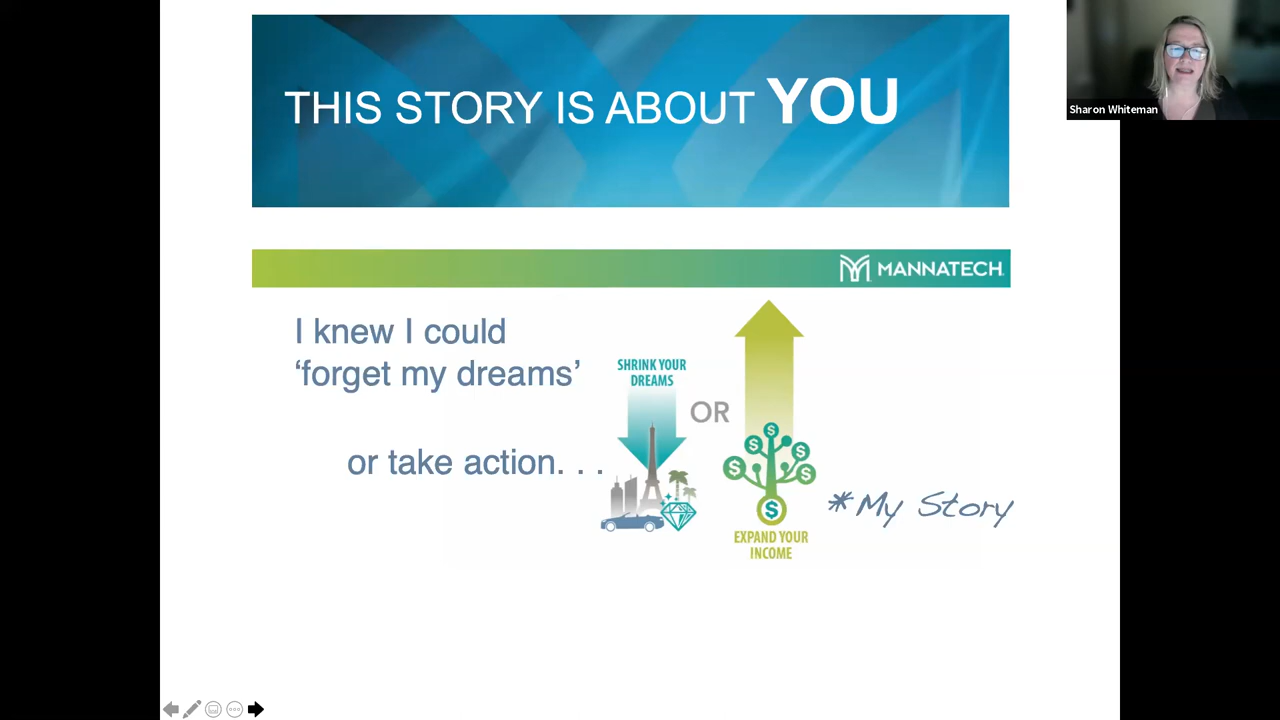 THIS STORY IS ABOUT YOU
Sharon Whiteman
MANNATECH
I knew I could
‘forget my dreams’
or take action. . .
SHRINK YOUR
DREAMS
OR
EXPAND YOUR
INCOME
*My Story
$
$
$
$
$
$